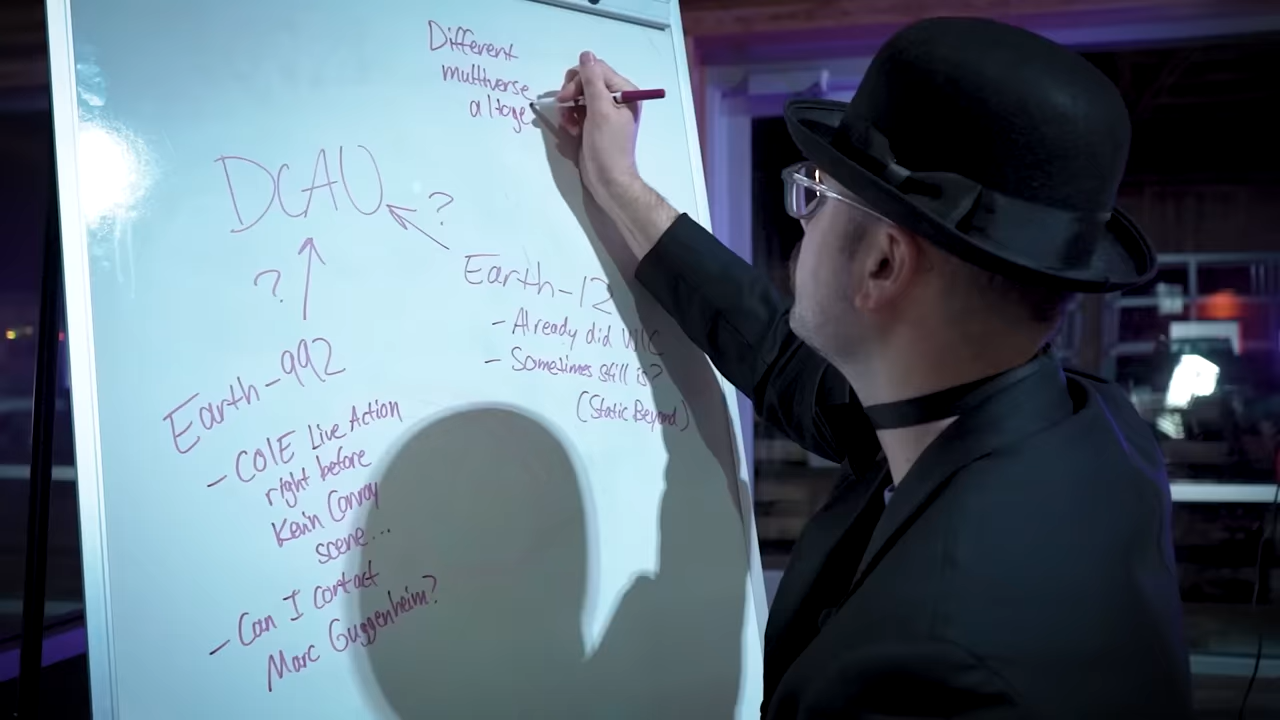 Different
multiverse
altoge
DCAU
?
?
Earth-12
- Already did WIC
- Sometimes still is?
(Static Beyond)
Earth-992
- COIE Live Action
right before
Kevin Conroy
scene...
- Can I contact
Marc Guggenheim?